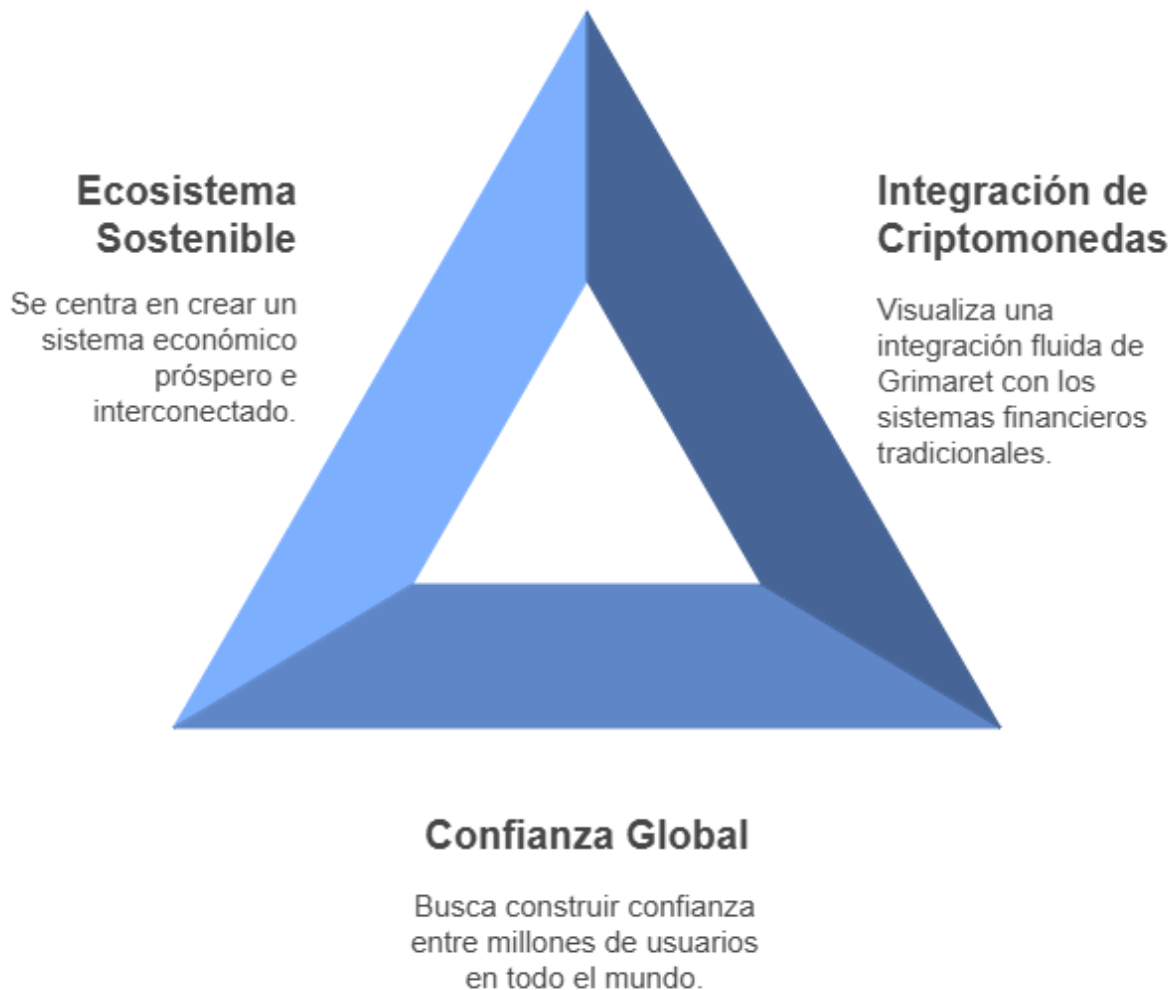 Ecosistema
Sostenible
Se centra en crear un
sistema económico
próspero e
interconectado.
Integración de
Criptomonedas
Visualiza una
integración fluida de
Grimaret con los
sistemas financieros
tradicionales.
Confianza Global
Busca construir confianza
entre millones de usuarios
en todo el mundo.